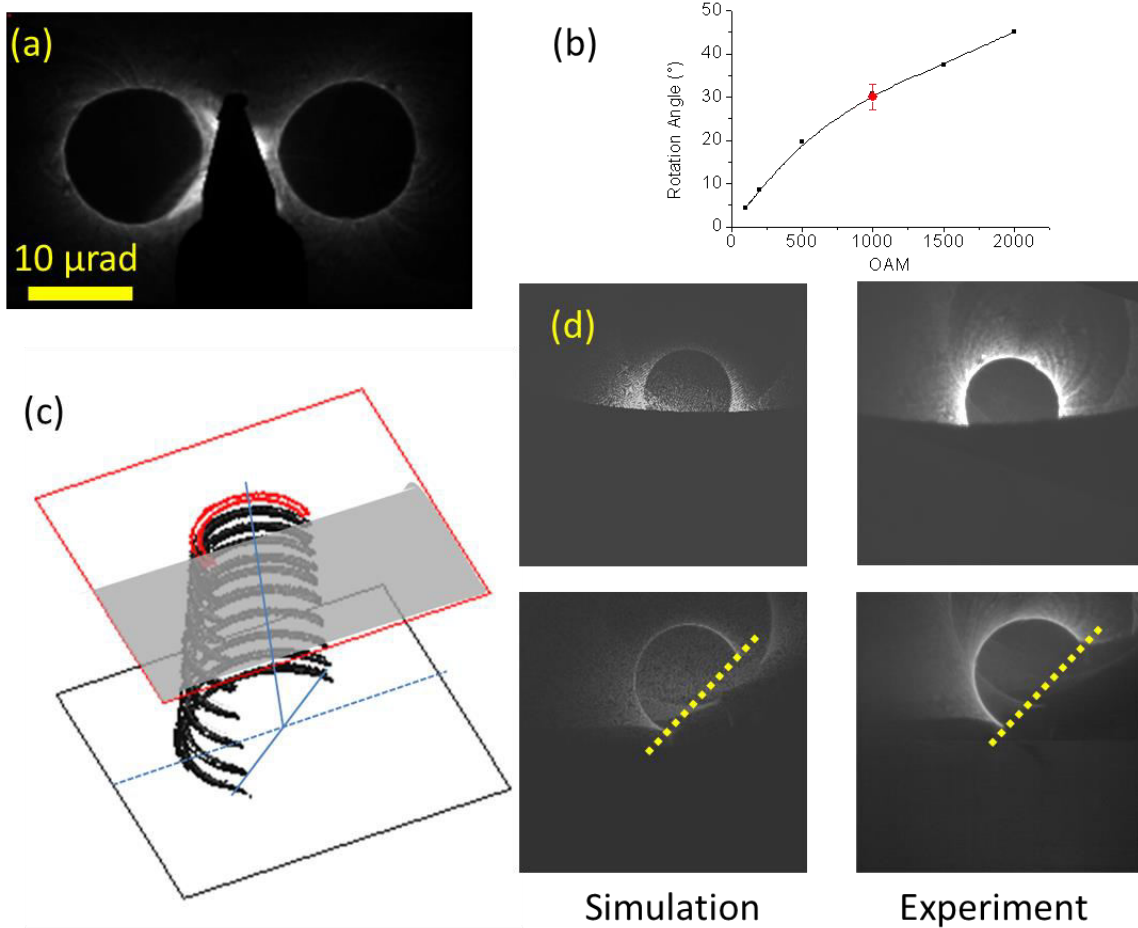 (a)
10 μrad
(b)
50
40
30
20
10
0
Rotation Angle (°)
0
500
1000
1500
2000
OAM
(c)
(d)
Simulation
Experiment